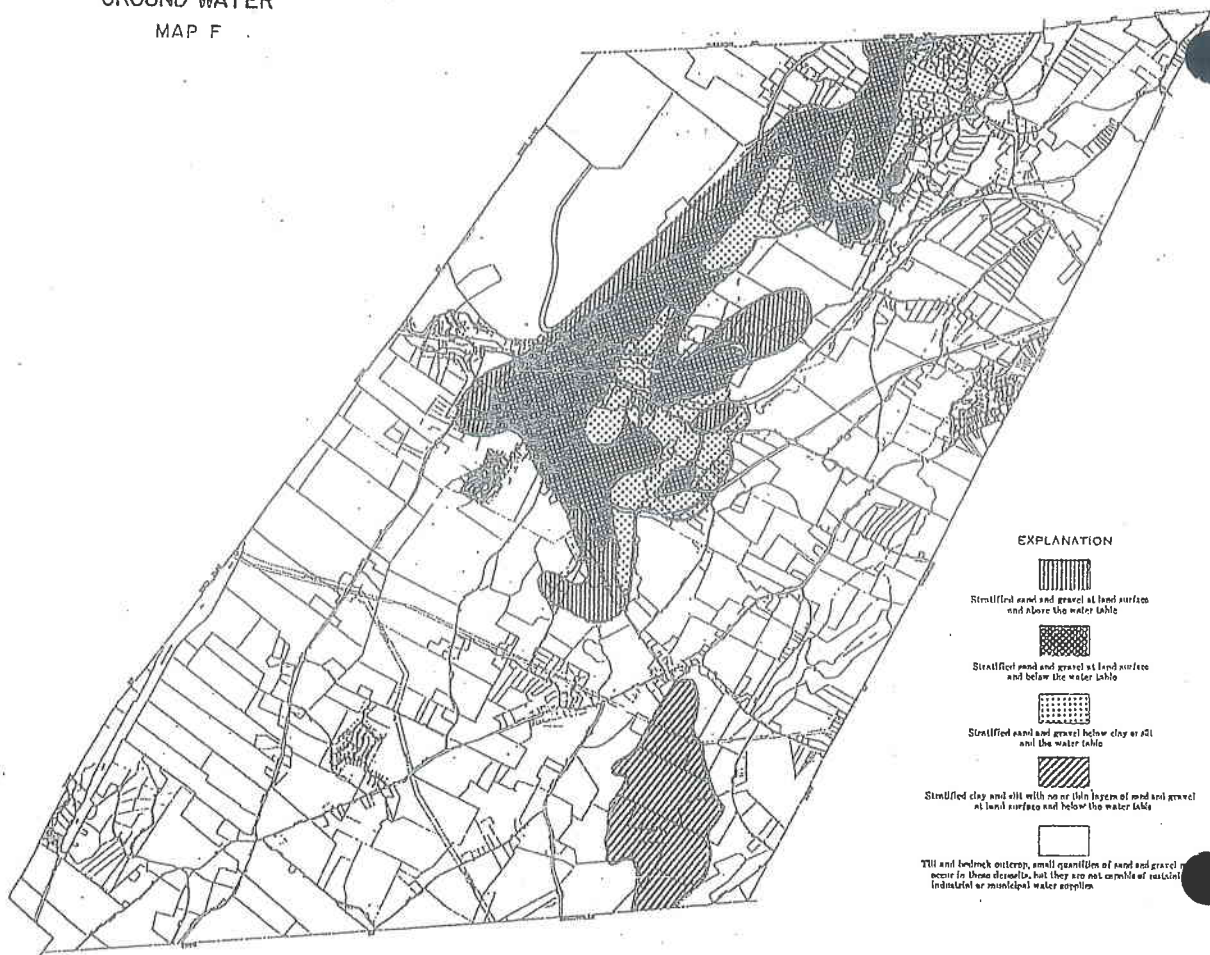 GROUND WATER
MAP F
EXPLANATION
Stratified sand and gravel at land surface
and above the water table
Stratified sand and gravel at land surface
and below the water table
Stratified sand and gravel below clay or silt
and the water table
Stratified clay and silt with no or thin layers of sand and gravel
at land surface and below the water table
Till and bedrock outcrop, small quantities of sand and gravel
occur in these deposits, but they are not capable of
industrial or municipal water supplies